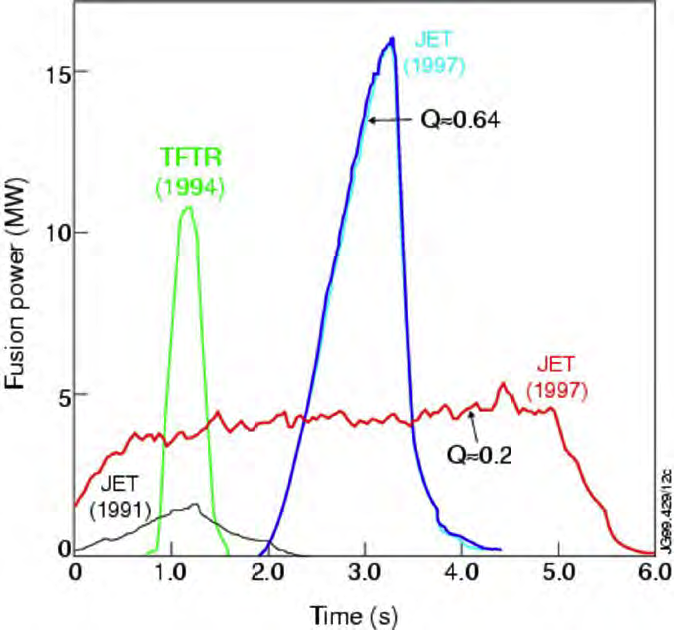 Fusion power (MW)
15
10
5
0
JET
(1997)
Q≈0.64
TFTR
(1994)
JET
(1997)
Q≈0.2
JET
(1991)
0
1.0
2.0
3.0
4.0
5.0
6.0
Time (s)
JG99.429/12c